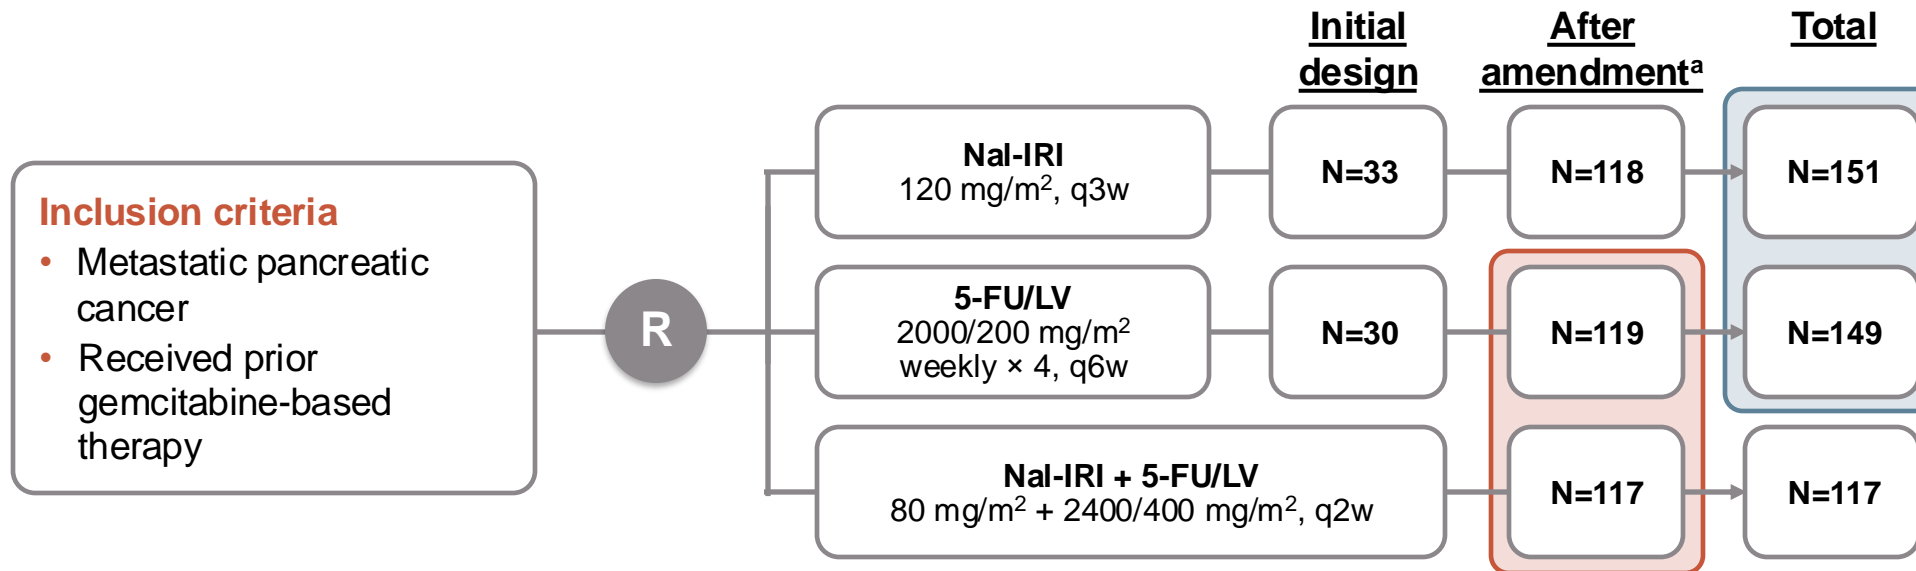 Initial design
After amendmentᵃ
Total
Inclusion criteria
• Metastatic pancreatic
cancer
• Received prior
gemcitabine-based
therapy
R
Nal-IRI
120 mg/m², q3w
N=33
N=118
N=151
5-FU/LV
2000/200 mg/m²
weekly × 4, q6w
N=30
N=119
N=149
Nal-IRI + 5-FU/LV
80 mg/m² + 2400/400 mg/m², q2w
N=117
N=117